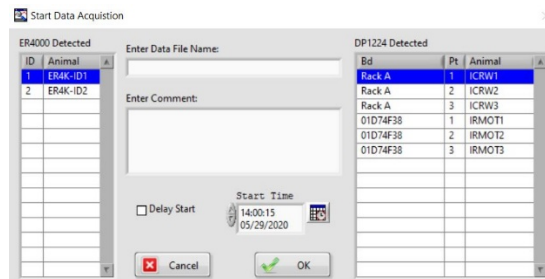 Start Data Acquistion
ER4000 Detected
ID Animal
1 ER4K-ID1
2 ER4K-ID2
Enter Data File Name:
Enter Comment:
Delay Start
Start Time
14:00:15
05/29/2020
Cancel
OK
DP1224 Detected
Bd Pt Animal
Rack A 1 ICRW1
Rack A 2 ICRW2
Rack A 3 ICRW3
01D74F38 1 IRMOT1
01D74F38 2 IRMOT2
01D74F38 3 IRMOT3